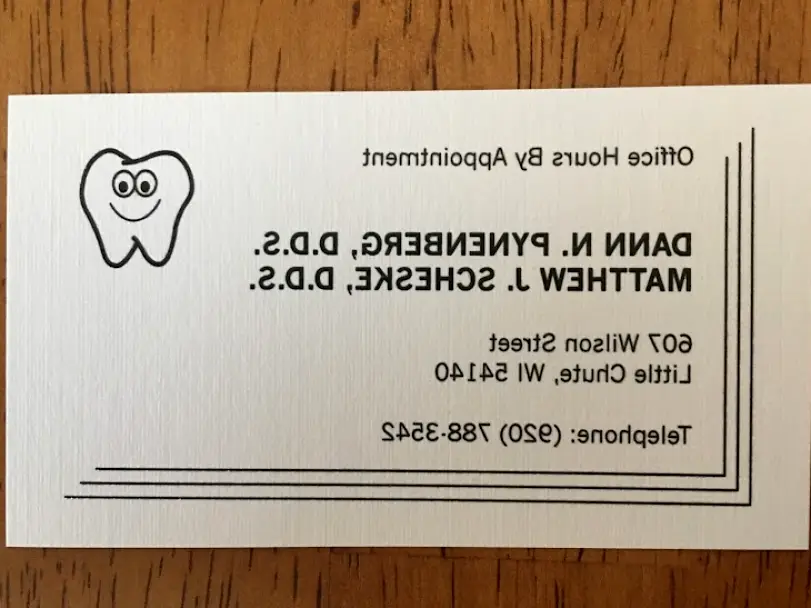 Office Hours By Appointment
DANN N. PYNENBERG, D.D.S.
MATTHEW J. SCHESKE, D.D.S.
607 Wilson Street
Little Chute, WI 54140
Telephone: (920) 788-3542